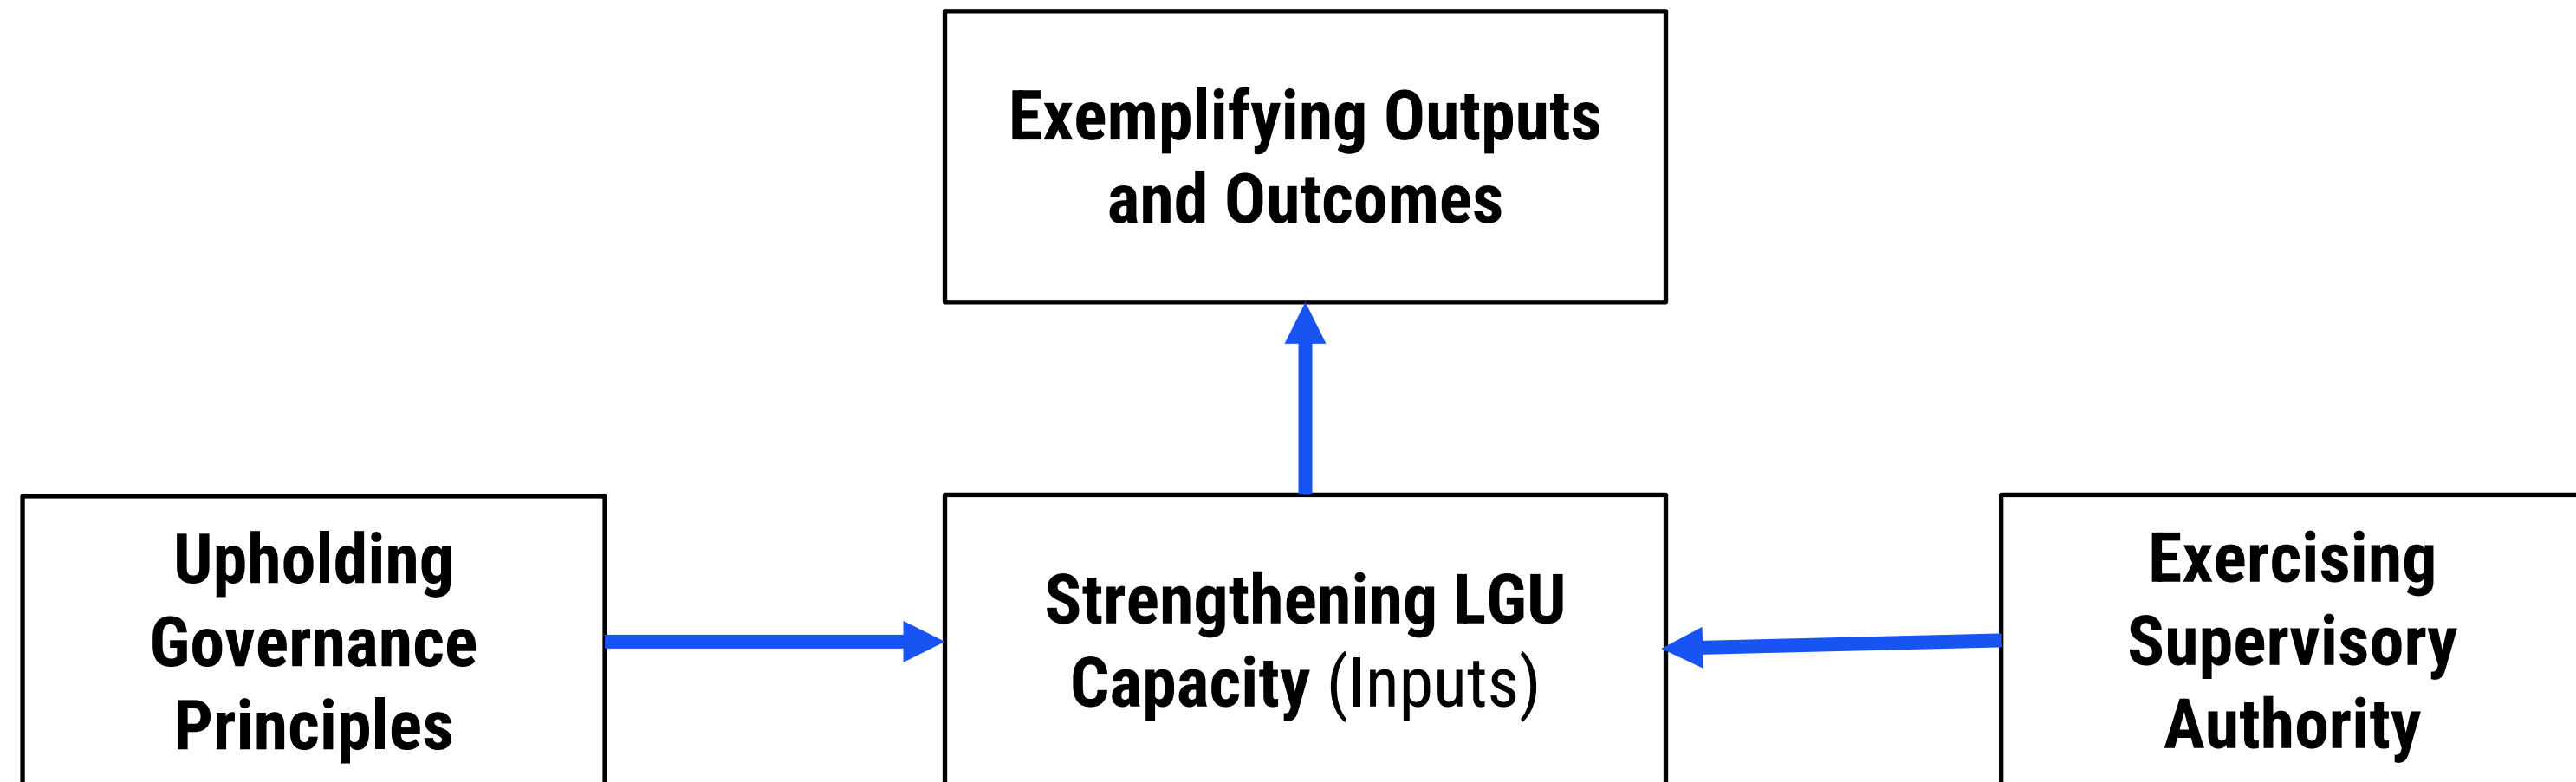 Exemplifying Outputs
and Outcomes
Upholding
Governance
Principles
Strengthening LGU
Capacity (Inputs)
Exercising
Supervisory
Authority